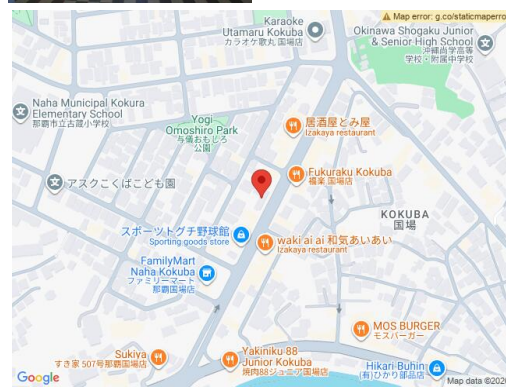 Map error: g.co/staticmaperro
Karaoke
Utamaru Kokuba
カラオケ歌丸 国場店
Okinawa Shogaku Junior
& Senior High School
沖縄尚学高等
学校・附属中学校
Naha Municipal Kokura
Elementary School
那覇市立古蔵小学校
Yogi
Omoshiro Park
与儀おもしろ
公園
居酒屋とみ屋
Izakaya restaurant
Fukuraku Kokuba
福楽 国場店
アスクこくばこども園
KOKUBA
国場
スポーツトグチ野球館
Sporting goods store
waki ai ai 和気あいあい
Izakaya restaurant
FamilyMart
Naha Kokuba
ファミリーマート
那覇国場店
MOS BURGER
モスバーガー
Sukiya
すき家 507号那覇国場店
Yakiniku 88
Junior Kokuba
焼肉88ジュニア国場店
Hikari Buhin
(有)ひかり部品店
Google
Map data ©2025